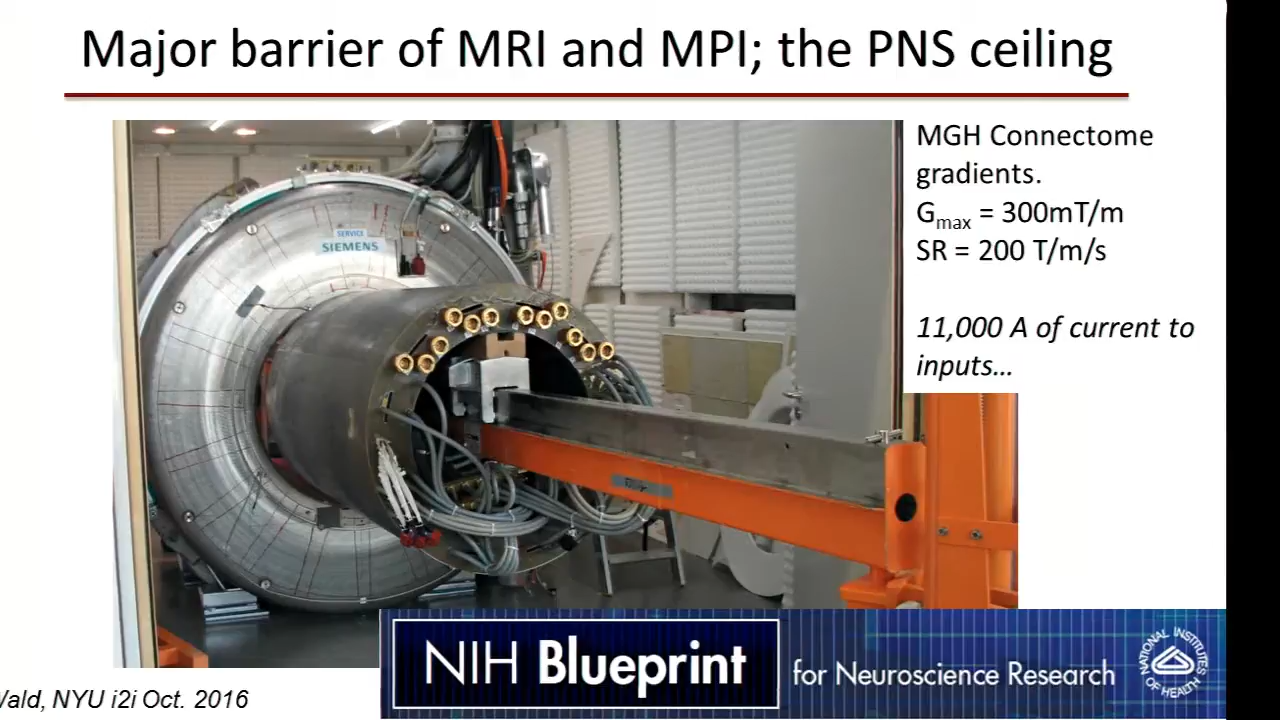 Major barrier of MRI and MPI; the PNS ceiling
MGH Connectome
gradients.
Gmax = 300mT/m
SR = 200 T/m/s
11,000 A of current to
inputs…
SERVICE
SIEMENS
NIH Blueprint
for Neuroscience Research
NATIONAL INSTITUTES OF HEALTH
NYU i2i Oct. 2016